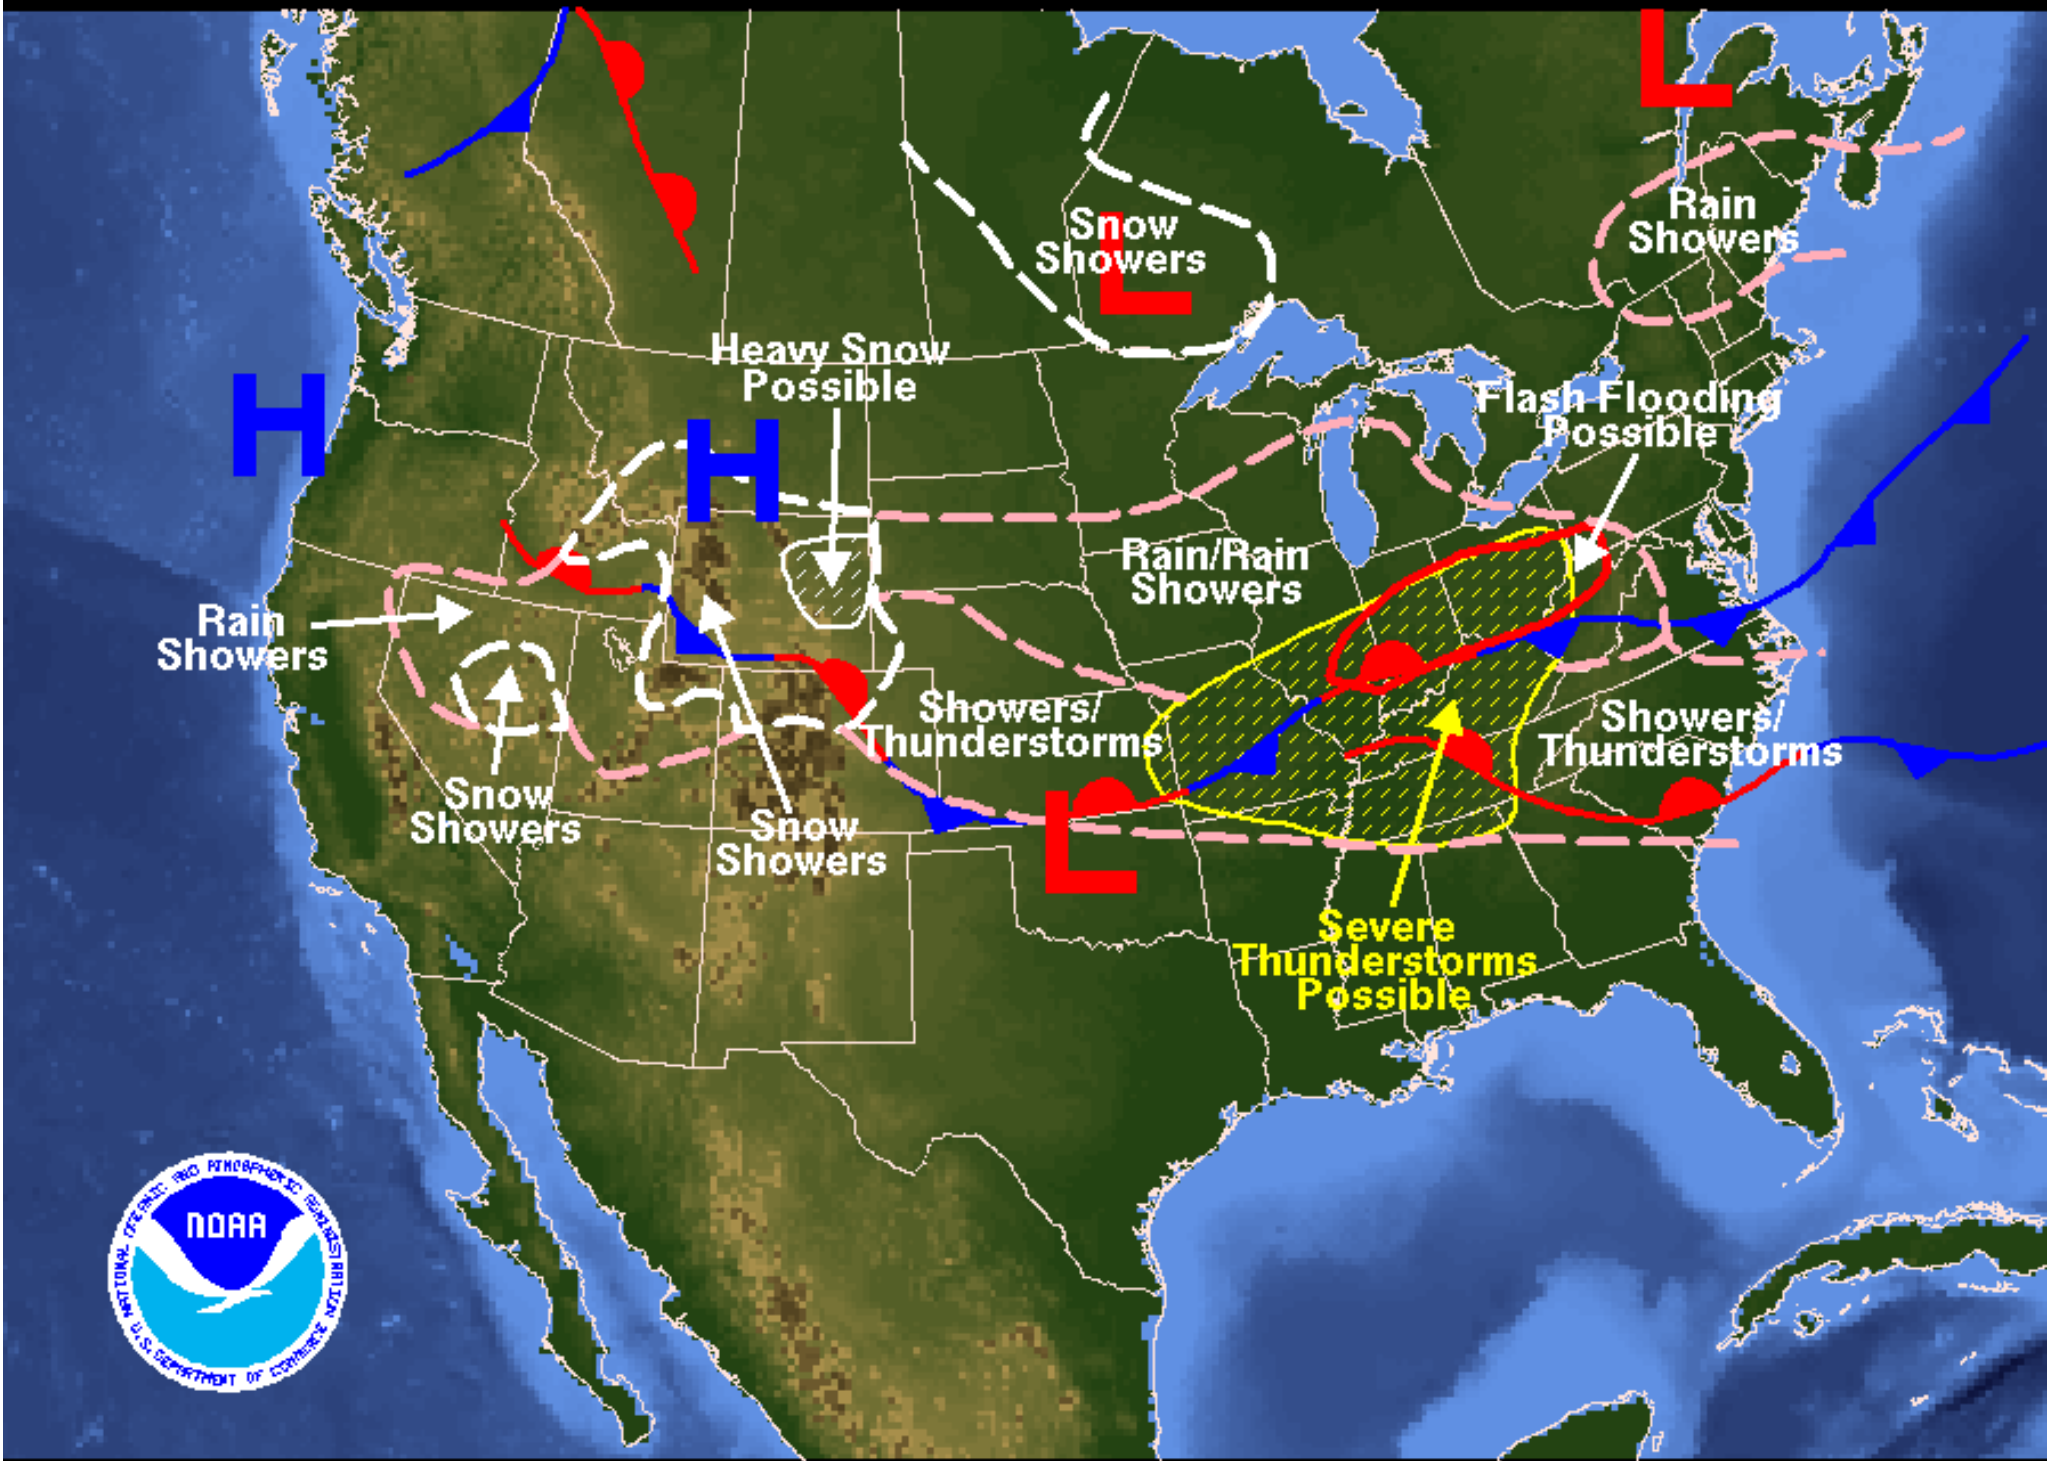 L
Rain
Showers
Snow
Showers
L
Heavy Snow
Possible
H
H
Flash Flooding
Possible
Rain/Rain
Showers
Rain
Showers
Showers/
Thunderstorms
Showers/
Thunderstorms
Snow
Showers
Snow
Showers
L
Severe
Thunderstorms
Possible
NATIONAL OCEANIC AND ATMOSPHERIC ADMINISTRATION
NOAA
U.S. DEPARTMENT OF COMMERCE